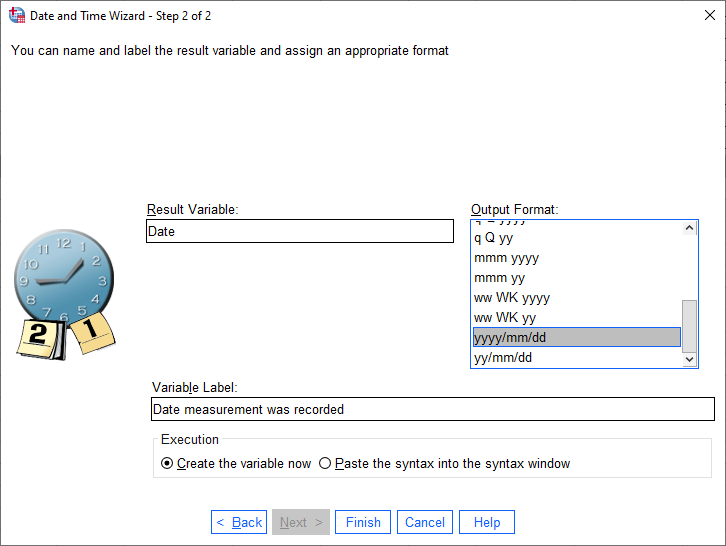 Date and Time Wizard - Step 2 of 2
You can name and label the result variable and assign an appropriate format
12
1
2
3
4
5
6
7
8
9
10
11
2
1
Result Variable:
Date
Output Format:
q Q yy
mmm yyyy
mmm yy
ww WK yyyy
ww WK yy
yyyy/mm/dd
yy/mm/dd
Variable Label:
Date measurement was recorded
Execution
Create the variable now
Paste the syntax into the syntax window
< Back
Next >
Finish
Cancel
Help